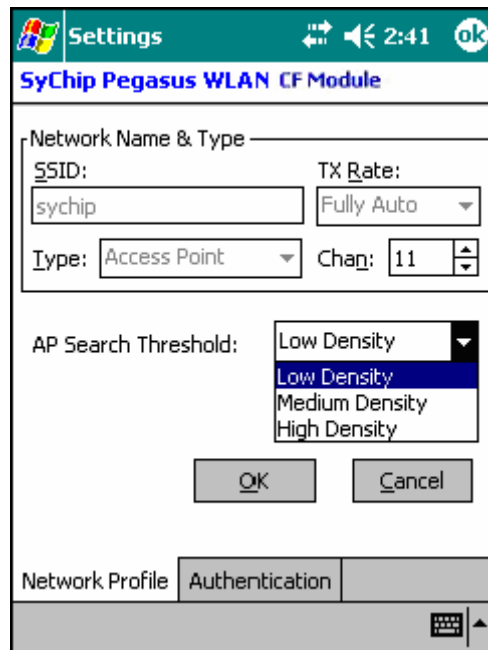 Settings 2:41 ok
SyChip Pegasus WLAN CF Module
Network Name & Type
SSID: TX Rate:
sychip Fully Auto
Type: Access Point Chan: 11
AP Search Threshold: Low Density
Low Density
Medium Density
High Density
OK Cancel
Network Profile Authentication